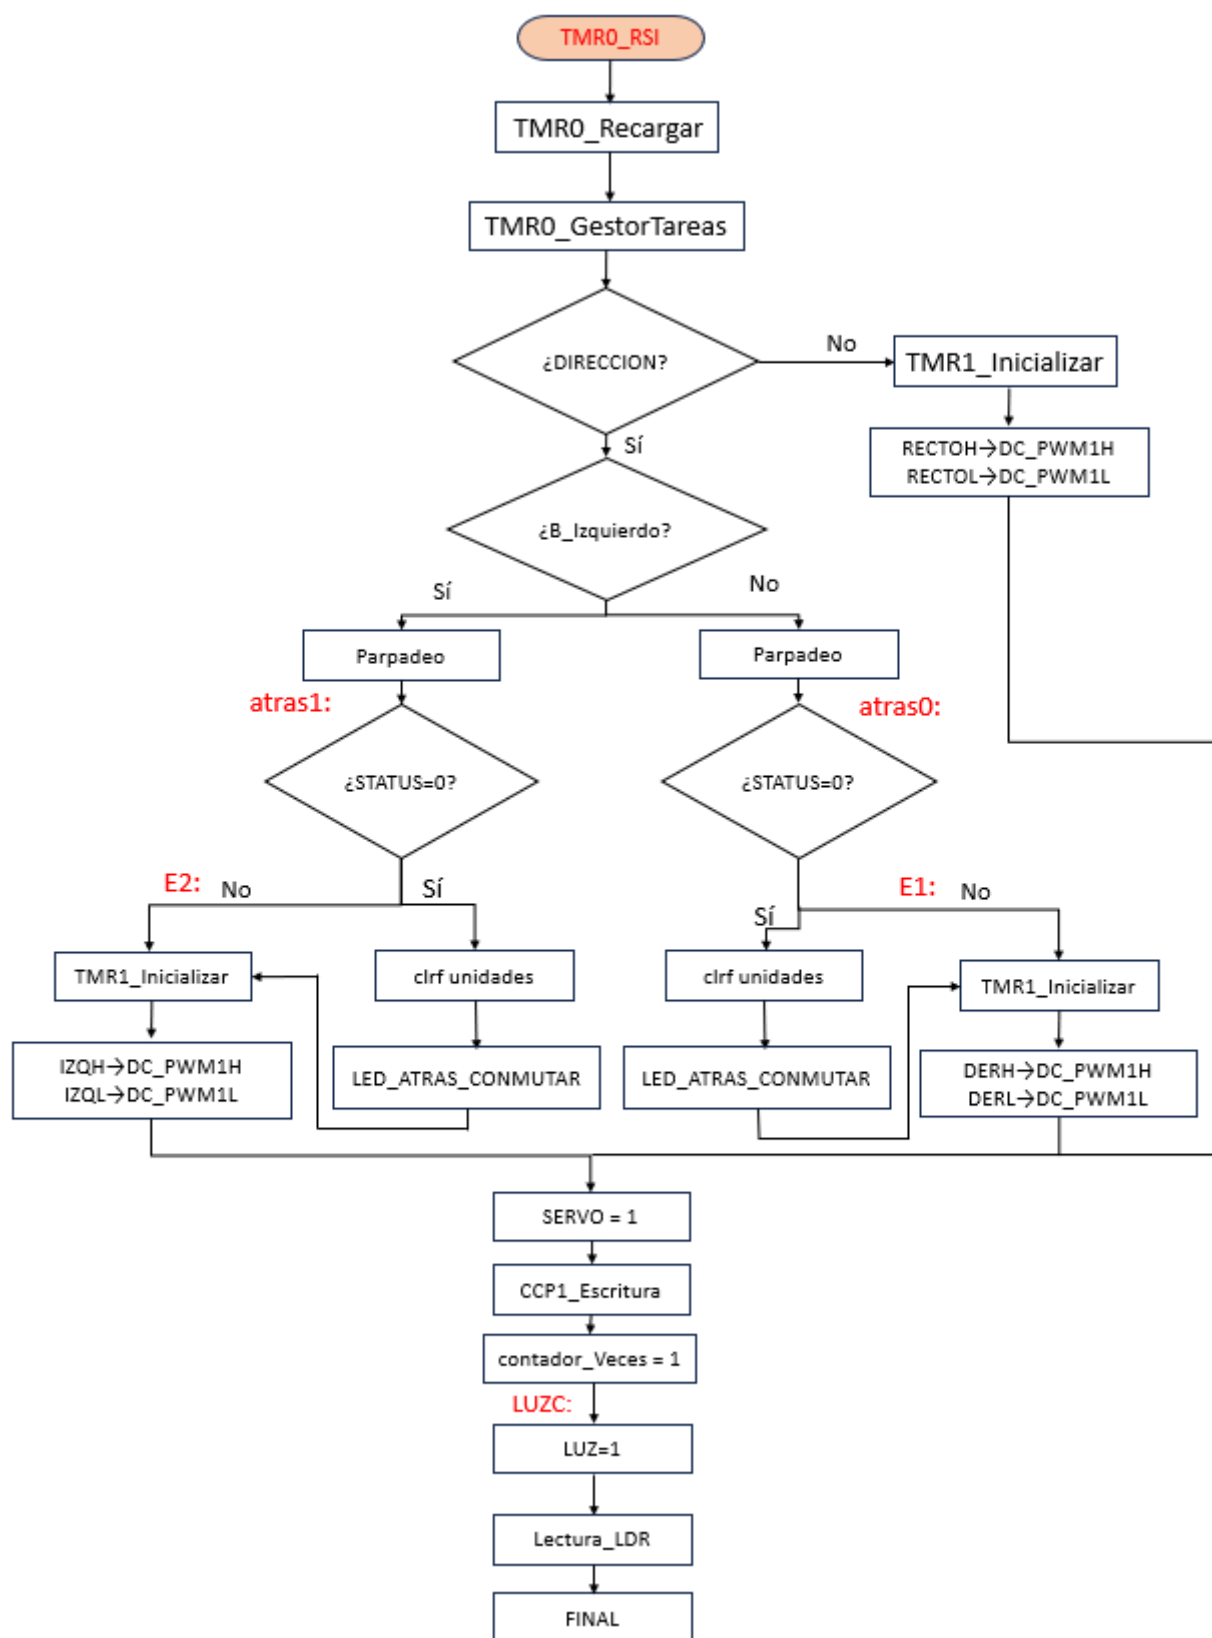 TMR0_RSI
TMR0_Recargar
TMR0_GestorTareas
¿DIRECCION?
No
TMR1_Inicializar
RECTOH→DC_PWM1H
RECTOL→DC_PWM1L
Sí
¿B_Izquierdo?
Sí
No
Parpadeo
Parpadeo
atras1:
atras0:
¿STATUS=0?
¿STATUS=0?
E2:
No
Sí
Sí
E1:
No
TMR1_Inicializar
clrf unidades
clrf unidades
TMR1_Inicializar
IZQH→DC_PWM1H
IZQL→DC_PWM1L
LED_ATRAS_CONMUTAR
LED_ATRAS_CONMUTAR
DERH→DC_PWM1H
DERL→DC_PWM1L
SERVO = 1
CCP1_Escritura
contador_Veces = 1
LUZC:
LUZ=1
Lectura_LDR
FINAL